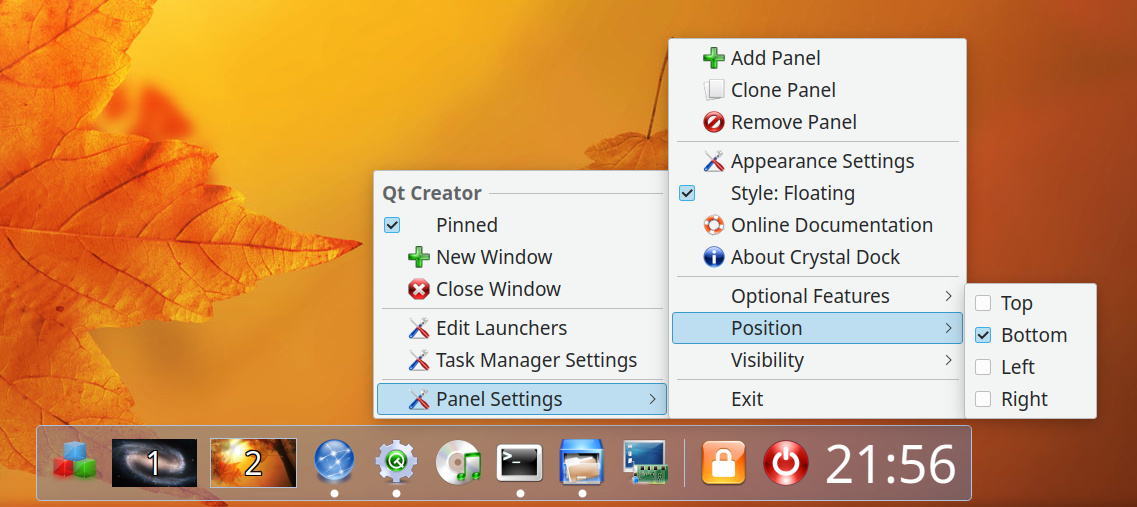 Qt Creator
Pinned
New Window
Close Window
Edit Launchers
Task Manager Settings
Panel Settings
Add Panel
Clone Panel
Remove Panel
Appearance Settings
Style: Floating
Online Documentation
About Crystal Dock
Optional Features
Position
Visibility
Exit
Top
Bottom
Left
Right
1
2
>_
21:56